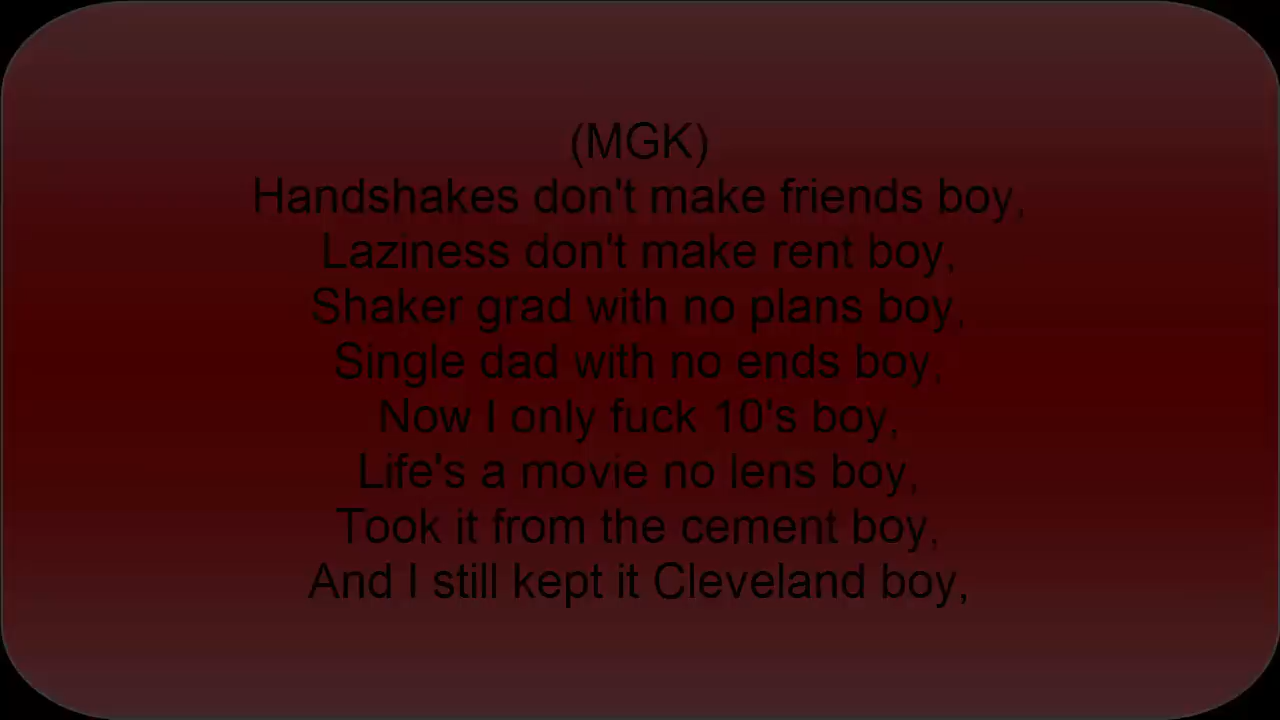 (MGK)
Handshakes don't make friends boy,
Laziness don't make rent boy,
Shaker grad with no plans boy,
Single dad with no ends boy,
Now I only fuck 10's boy,
Life's a movie no lens boy,
Took it from the cement boy,
And I still kept it Cleveland boy,